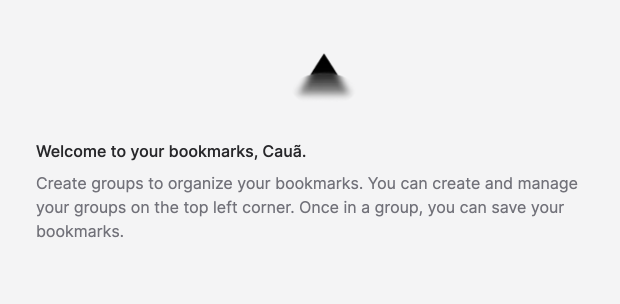 Welcome to your bookmarks, Cauã.
Create groups to organize your bookmarks. You can create and manage
your groups on the top left corner. Once in a group, you can save your
bookmarks.